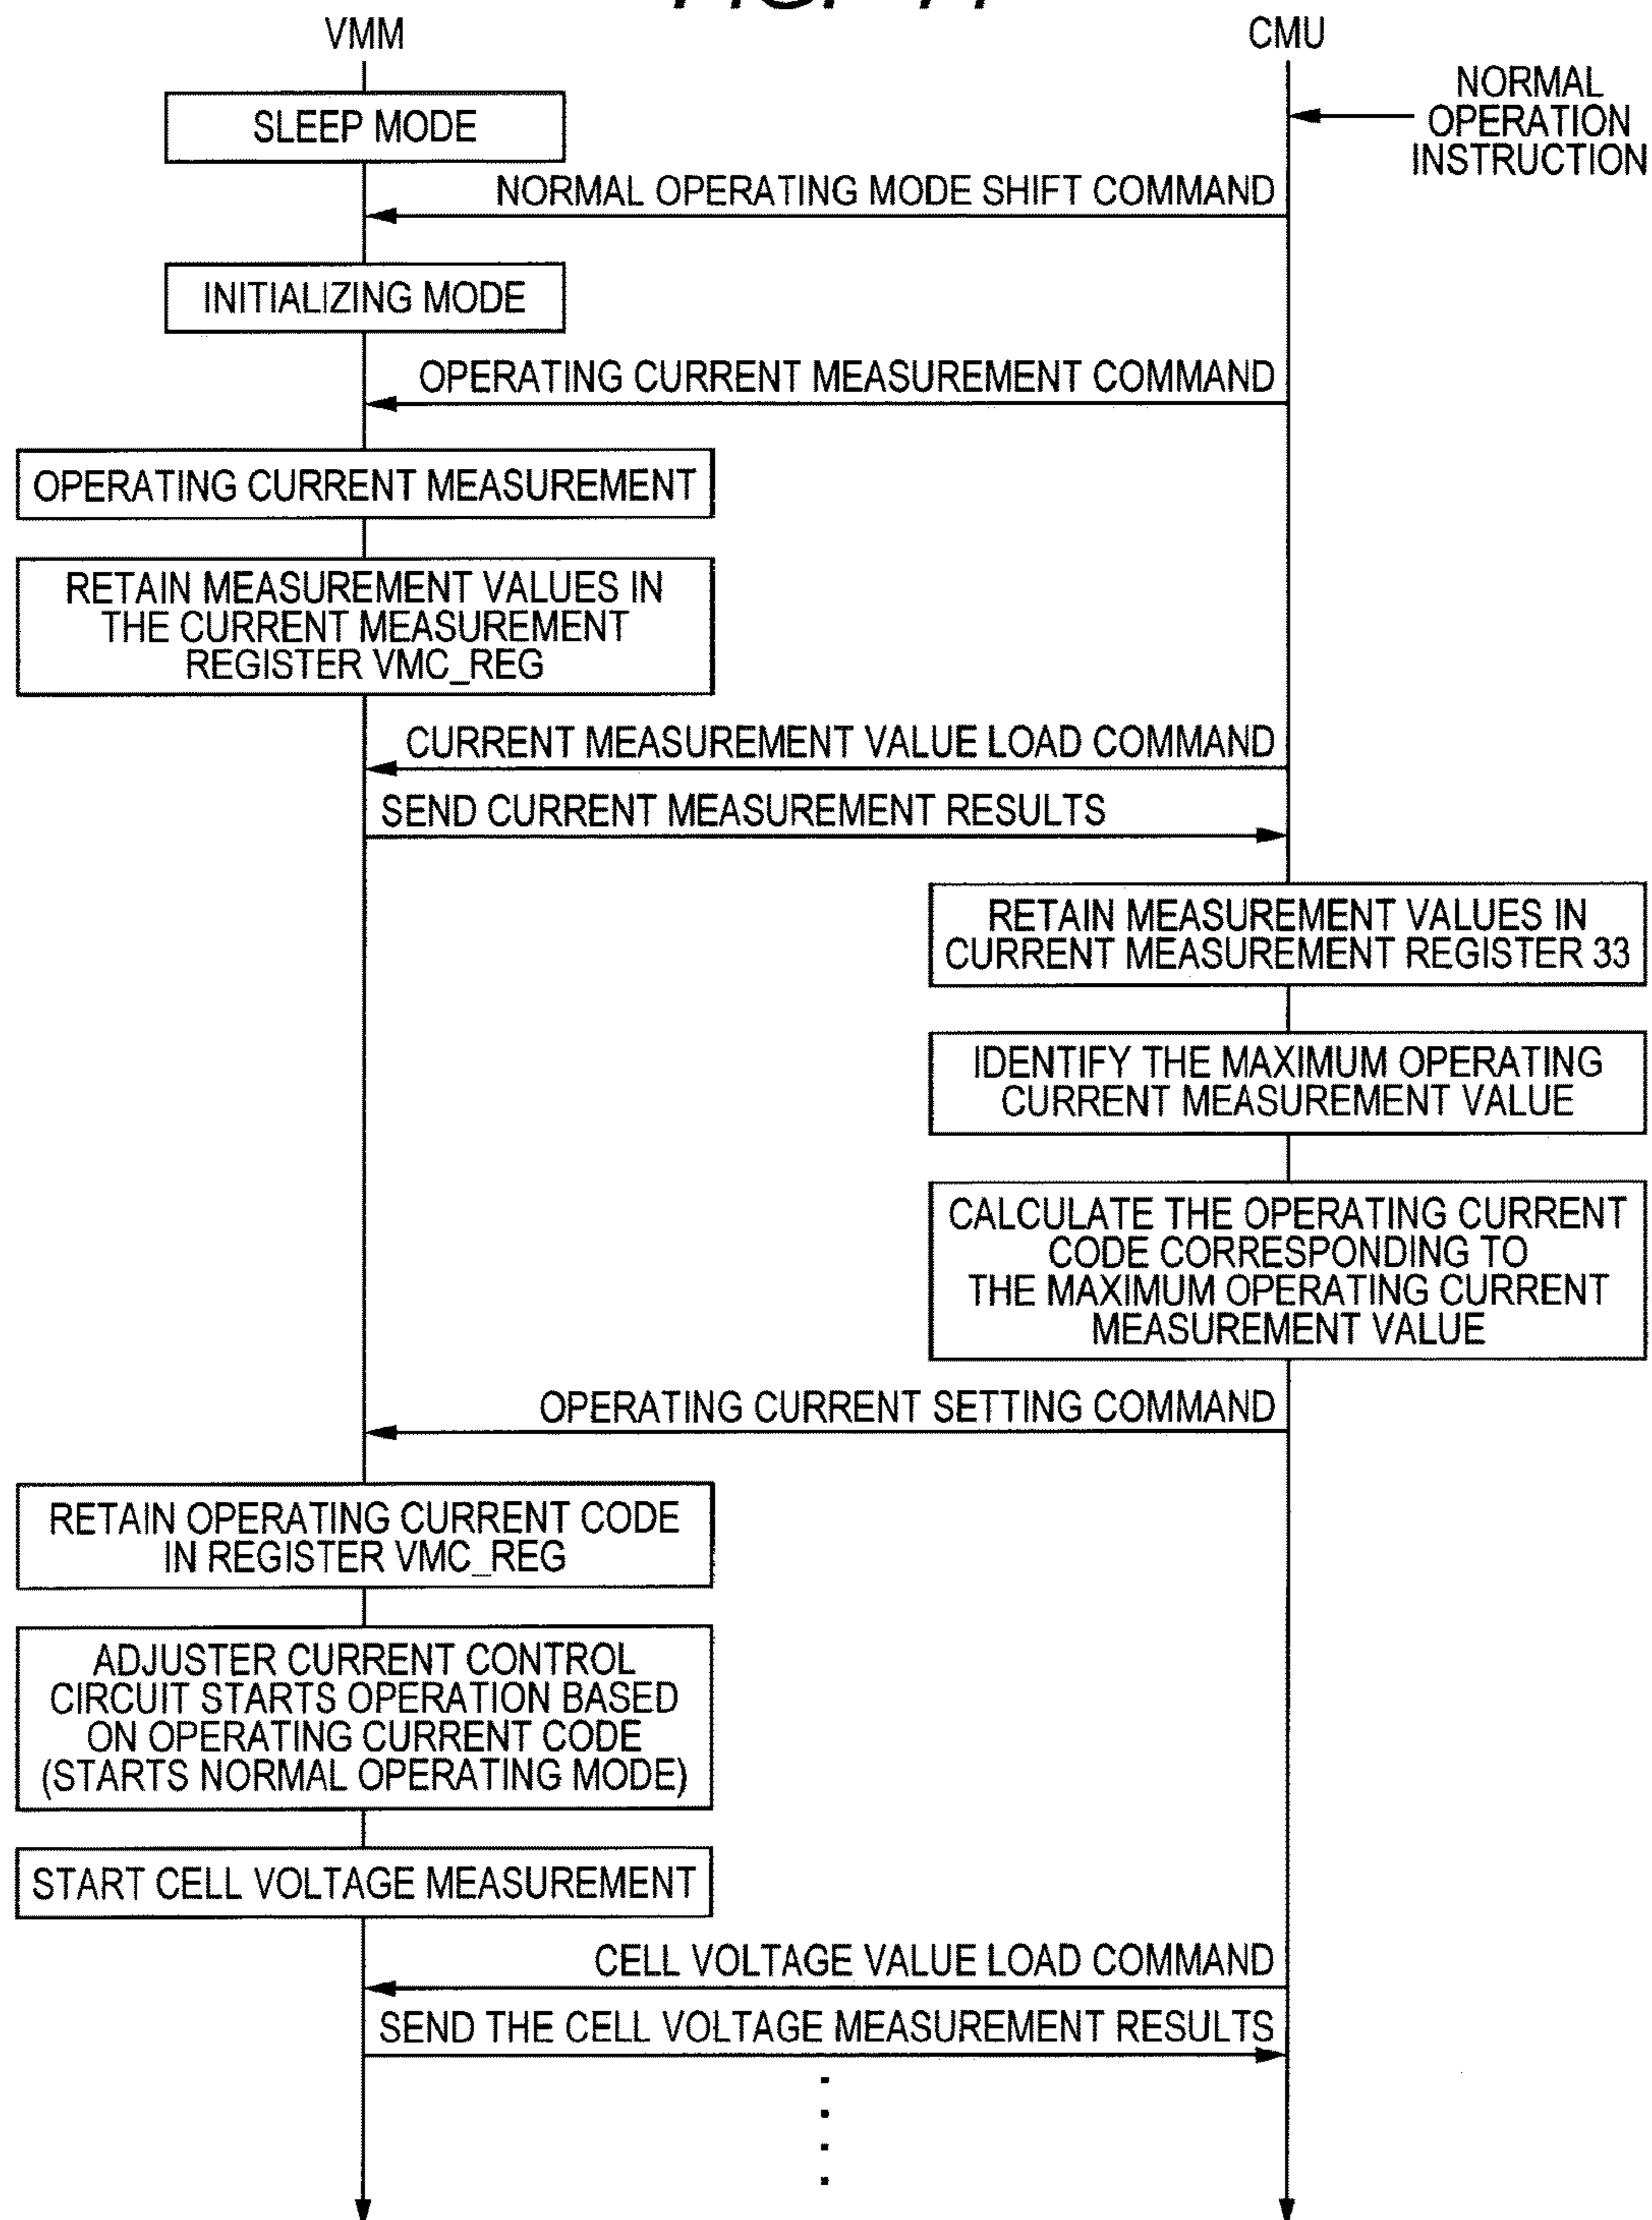 VMM
CMU
NORMAL
OPERATION
INSTRUCTION
SLEEP MODE
NORMAL OPERATING MODE SHIFT COMMAND
INITIALIZING MODE
OPERATING CURRENT MEASUREMENT COMMAND
OPERATING CURRENT MEASUREMENT
RETAIN MEASUREMENT VALUES IN
THE CURRENT MEASUREMENT
REGISTER VMC_REG
CURRENT MEASUREMENT VALUE LOAD COMMAND
SEND CURRENT MEASUREMENT RESULTS
RETAIN MEASUREMENT VALUES IN
CURRENT MEASUREMENT REGISTER 33
IDENTIFY THE MAXIMUM OPERATING
CURRENT MEASUREMENT VALUE
CALCULATE THE OPERATING CURRENT
CODE CORRESPONDING TO
THE MAXIMUM OPERATING CURRENT
MEASUREMENT VALUE
OPERATING CURRENT SETTING COMMAND
RETAIN OPERATING CURRENT CODE
IN REGISTER VMC_REG
ADJUSTER CURRENT CONTROL
CIRCUIT STARTS OPERATION BASED
ON OPERATING CURRENT CODE
(STARTS NORMAL OPERATING MODE)
START CELL VOLTAGE MEASUREMENT
CELL VOLTAGE VALUE LOAD COMMAND
SEND THE CELL VOLTAGE MEASUREMENT RESULTS